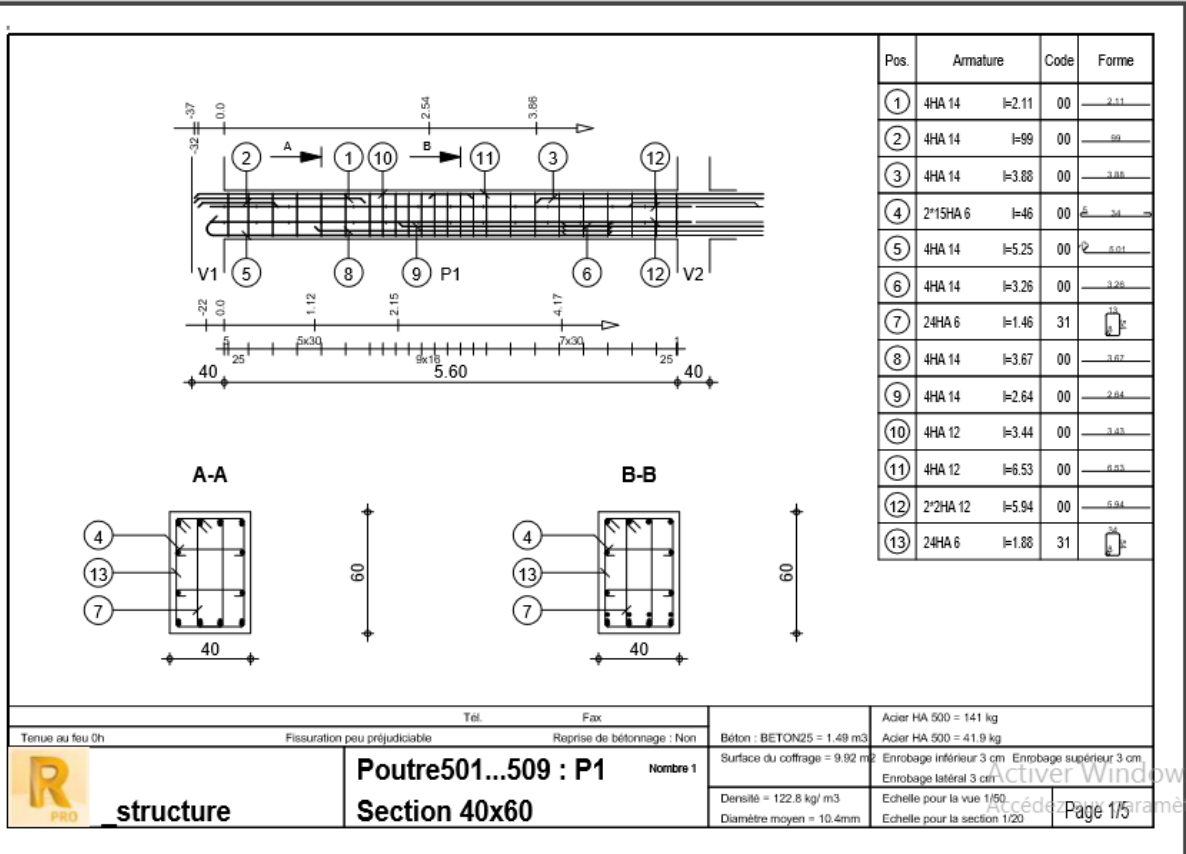 Pos. Armature Code Forme
1 4HA 14 l=2.11 00 2.11
2 4HA 14 l=99 00 99
3 4HA 14 l=3.88 00 3.88
4 2*15HA 6 l=46 00 5 34
5 4HA 14 l=5.25 00 5.01
6 4HA 14 l=3.26 00 3.26
7 24HA 6 l=1.46 31 13
8 4HA 14 l=3.67 00 3.67
9 4HA 14 l=2.64 00 2.64
10 4HA 12 l=3.44 00 3.43
11 4HA 12 l=6.53 00 6.53
12 2*2HA 12 l=5.94 00 5.94
13 24HA 6 l=1.88 31 34
-37 0.0 2.54 3.86
-32
2 A 1 10 B 11 3 12
V1 5 8 9 P1 6 12 V2
-22 0.0 1.12 2.15 4.17
5 5x30 7x30 1
25 9x16 25
40 5.60 40
A-A B-B
4 4
13 60 13 60
7 7
40 40
Tél. Fax
Tenue au feu 0h Fissuration peu préjudiciable Reprise de bétonnage : Non
Poutre501...509 : P1 Nombre 1
Section 40x60
R
PRO
_structure
Béton : BETON25 = 1.49 m3
Surface du coffrage = 9.92 m2
Densité = 122.8 kg/ m3
Diamètre moyen = 10.4mm
Acier HA 500 = 141 kg
Acier HA 500 = 41.9 kg
Enrobage inférieur 3 cm Enrobage supérieur 3 cm
Enrobage latéral 3 cm
Echelle pour la vue 1/50
Echelle pour la section 1/20
Page 1/5
Activer Window
Accédez aux paramè